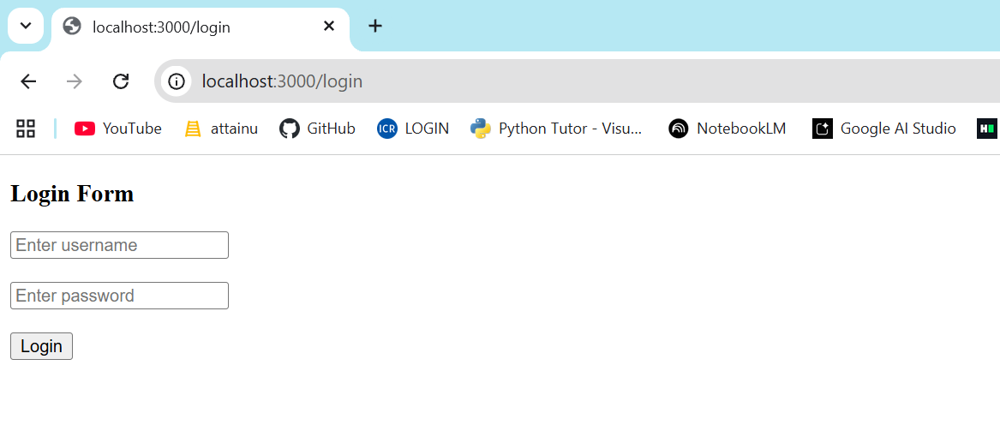 localhost:3000/login
localhost:3000/login
YouTube attainu GitHub ICR LOGIN Python Tutor - Visu... NotebookLM Google AI Studio H
Login Form
Enter username
Enter password
Login